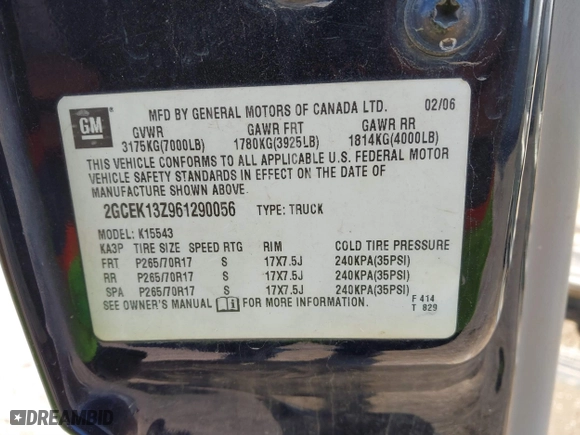 GM
MFD BY GENERAL MOTORS OF CANADA LTD. 02/06
GVWR GAWR FRT GAWR RR
3175KG(7000LB) 1780KG(3925LB) 1814KG(4000LB)
THIS VEHICLE CONFORMS TO ALL APPLICABLE U.S. FEDERAL MOTOR
VEHICLE SAFETY STANDARDS IN EFFECT ON THE DATE OF
MANUFACTURE SHOWN ABOVE.
2GCEK13Z961290056 TYPE: TRUCK
MODEL: K15543
KA3P TIRE SIZE SPEED RTG RIM COLD TIRE PRESSURE
FRT P265/70R17 S 17X7.5J 240KPA(35PSI)
RR P265/70R17 S 17X7.5J 240KPA(35PSI)
SPA P265/70R17 S 17X7.5J 240KPA(35PSI)
SEE OWNER'S MANUAL FOR MORE INFORMATION.
F 414
T 829
DREAMBID